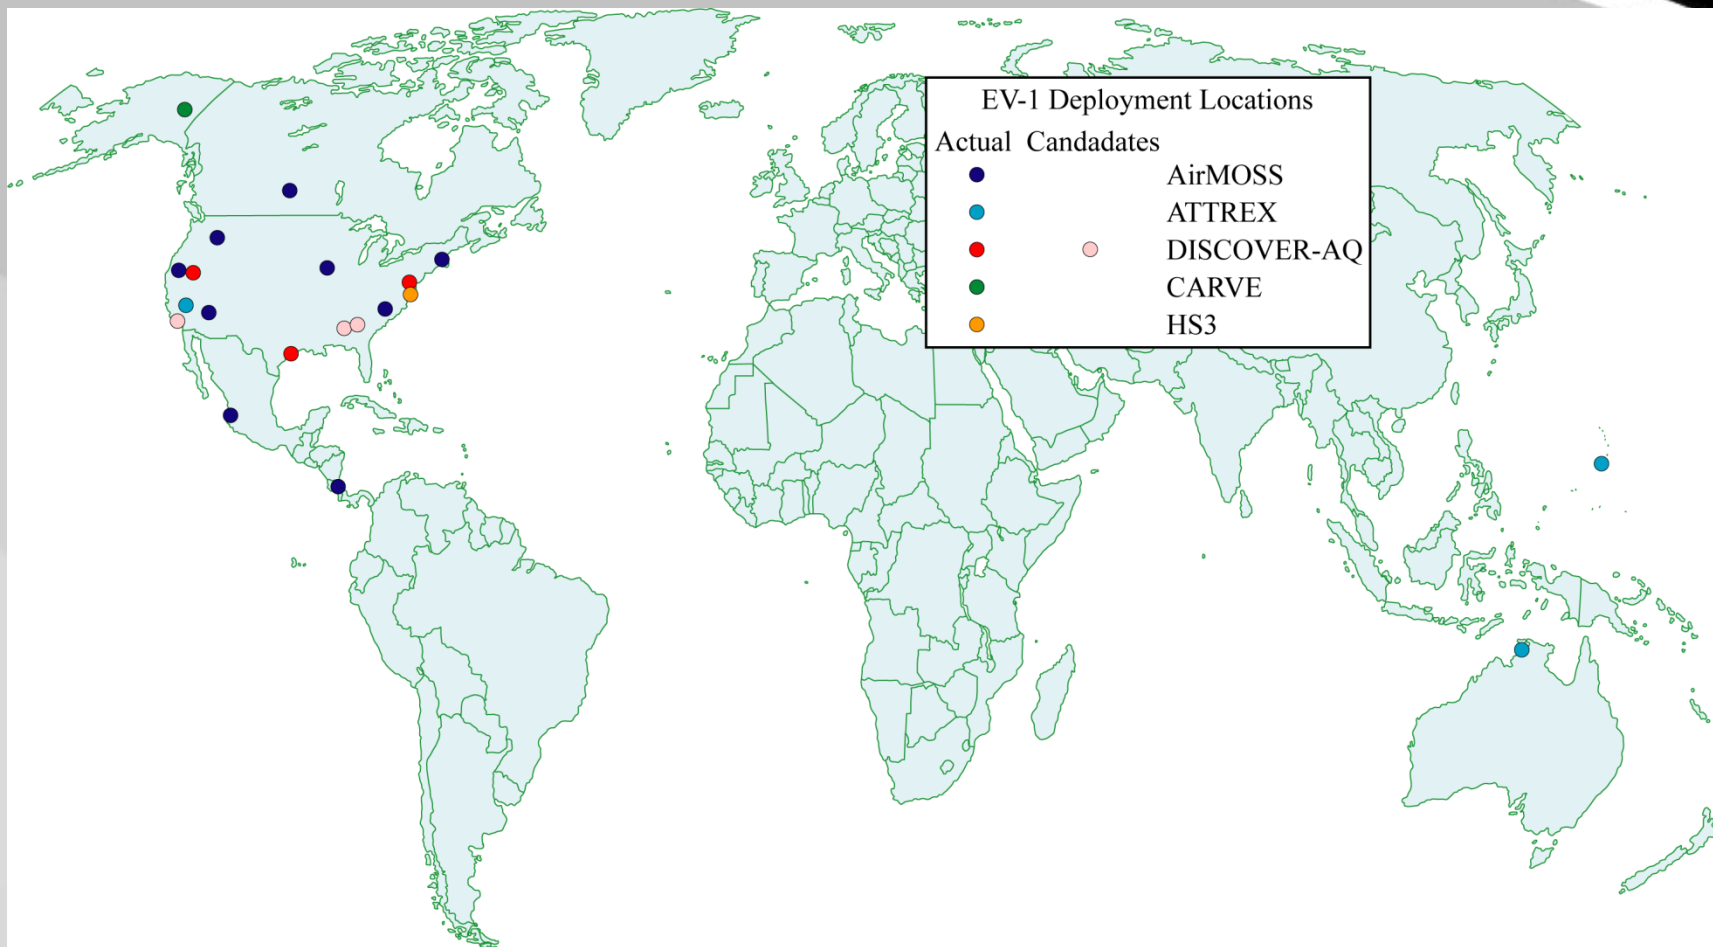 EV-1 Deployment Locations
Actual Candadates
AirMOSS
ATTREX
DISCOVER-AQ
CARVE
HS3